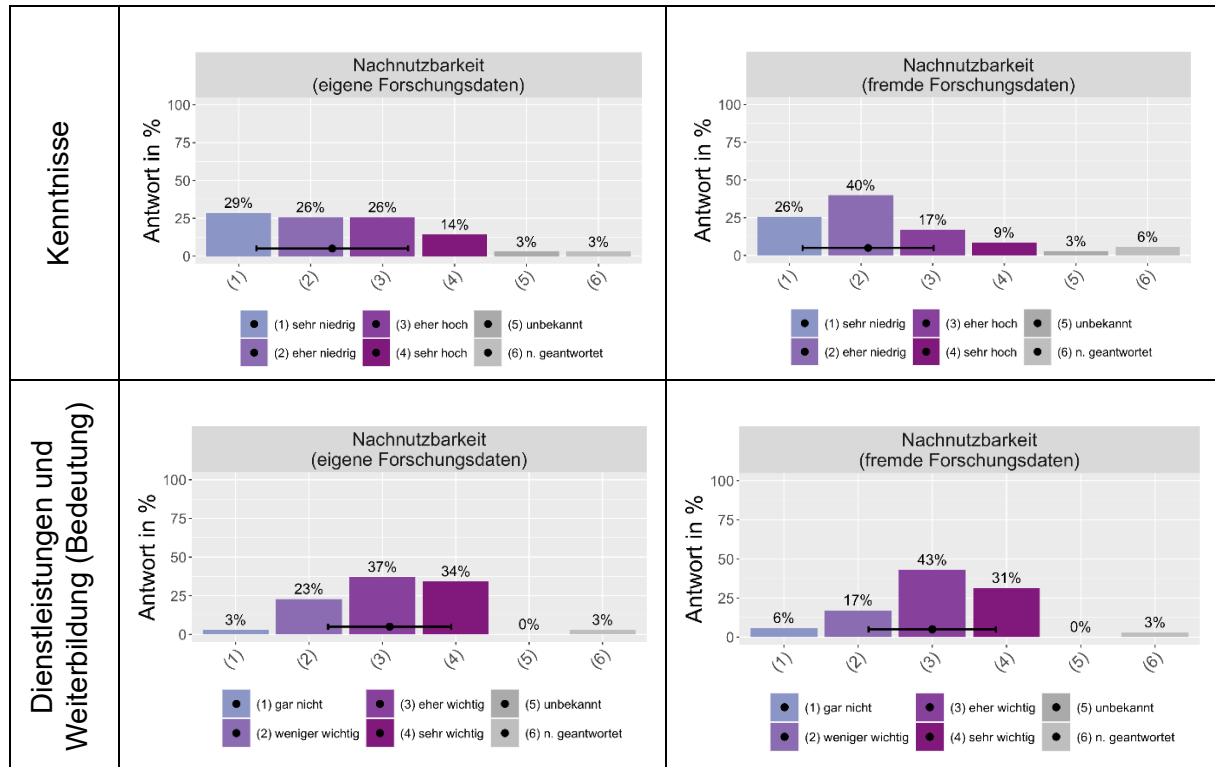 Kenntnisse
Nachnutzbarkeit
(eigene Forschungsdaten)
Antwort in %
100
75
50
25
0
29%
26%
26%
14%
3%
3%
(1)
(2)
(3)
(4)
(5)
(6)
(1) sehr niedrig
(3) eher hoch
(5) unbekannt
(2) eher niedrig
(4) sehr hoch
(6) n. geantwortet
Nachnutzbarkeit
(fremde Forschungsdaten)
Antwort in %
100
75
50
25
0
26%
40%
17%
9%
3%
6%
(1)
(2)
(3)
(4)
(5)
(6)
(1) sehr niedrig
(3) eher hoch
(5) unbekannt
(2) eher niedrig
(4) sehr hoch
(6) n. geantwortet
Dienstleistungen und
Weiterbildung (Bedeutung)
Nachnutzbarkeit
(eigene Forschungsdaten)
Antwort in %
100
75
50
25
0
3%
23%
37%
34%
0%
3%
(1)
(2)
(3)
(4)
(5)
(6)
(1) gar nicht
(3) eher wichtig
(5) unbekannt
(2) weniger wichtig
(4) sehr wichtig
(6) n. geantwortet
Nachnutzbarkeit
(fremde Forschungsdaten)
Antwort in %
100
75
50
25
0
6%
17%
43%
31%
0%
3%
(1)
(2)
(3)
(4)
(5)
(6)
(1) gar nicht
(3) eher wichtig
(5) unbekannt
(2) weniger wichtig
(4) sehr wichtig
(6) n. geantwortet